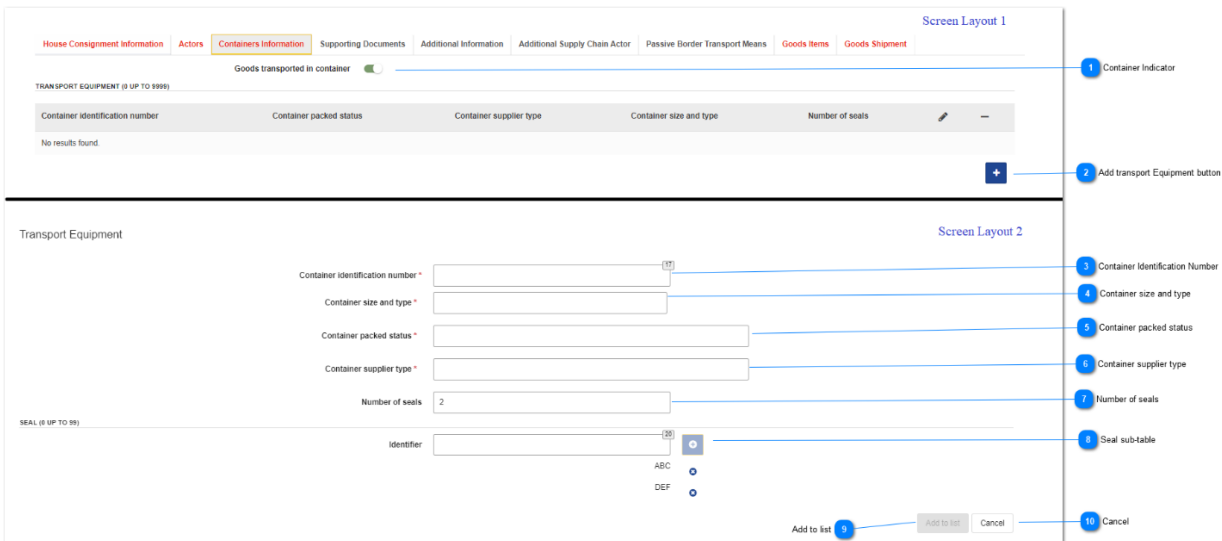 Screen Layout 1
House Consignment Information Actors Containers Information Supporting Documents Additional Information Additional Supply Chain Actor Passive Border Transport Means Goods Items Goods Shipment
Goods transported in container
1 Container Indicator
TRANSPORT EQUIPMENT (0 UP TO 9999)
Container identification number Container packed status Container supplier type Container size and type Number of seals
No results found.
2 Add transport Equipment button
Transport Equipment
Screen Layout 2
17
Container identification number *
3 Container Identification Number
Container size and type *
4 Container size and type
Container packed status *
5 Container packed status
Container supplier type *
6 Container supplier type
Number of seals 2
7 Number of seals
SEAL (0 UP TO 99)
20
Identifier
8 Seal sub-table
ABC
DEF
Add to list 9
Add to list Cancel
10 Cancel